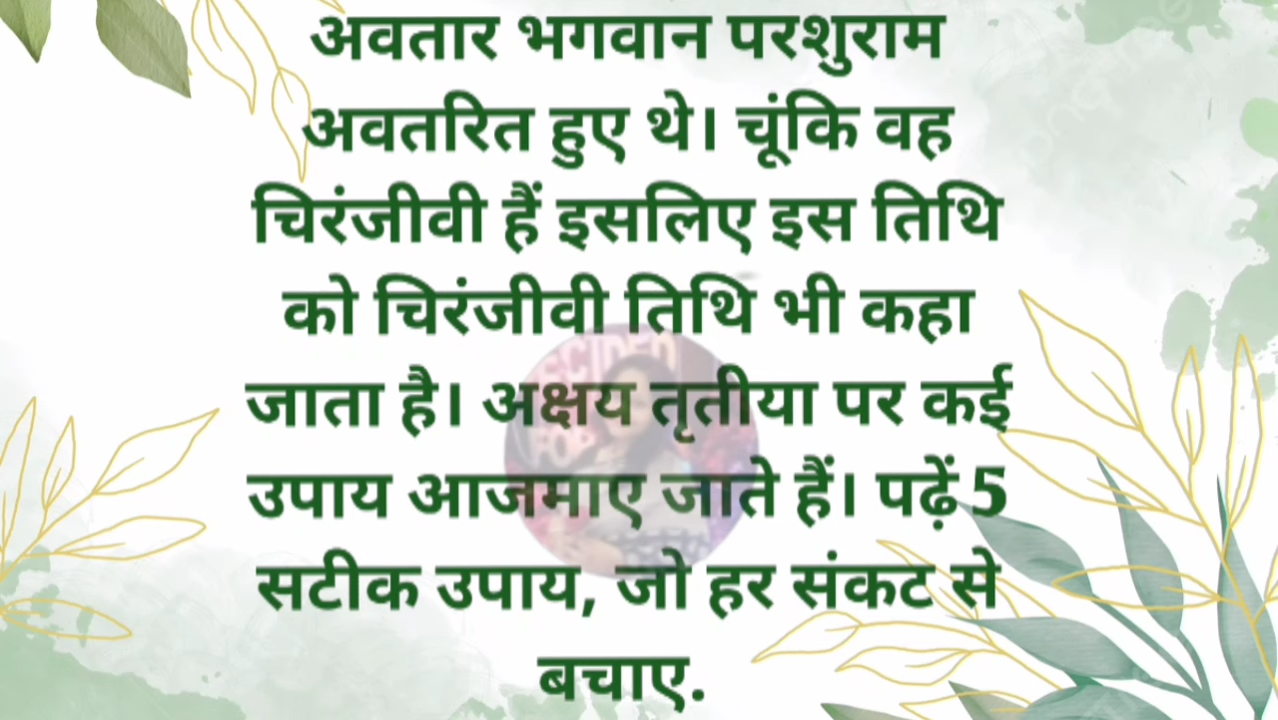 अवतार भगवान परशुराम
अवतरित हुए थे। चूंकि वह
चिरंजीवी हैं इसलिए इस तिथि
को चिरंजीवी तिथि भी कहा
जाता है। अक्षय तृतीया पर कई
उपाय आजमाए जाते हैं। पढ़ें 5
सटीक उपाय, जो हर संकट से
बचाए.